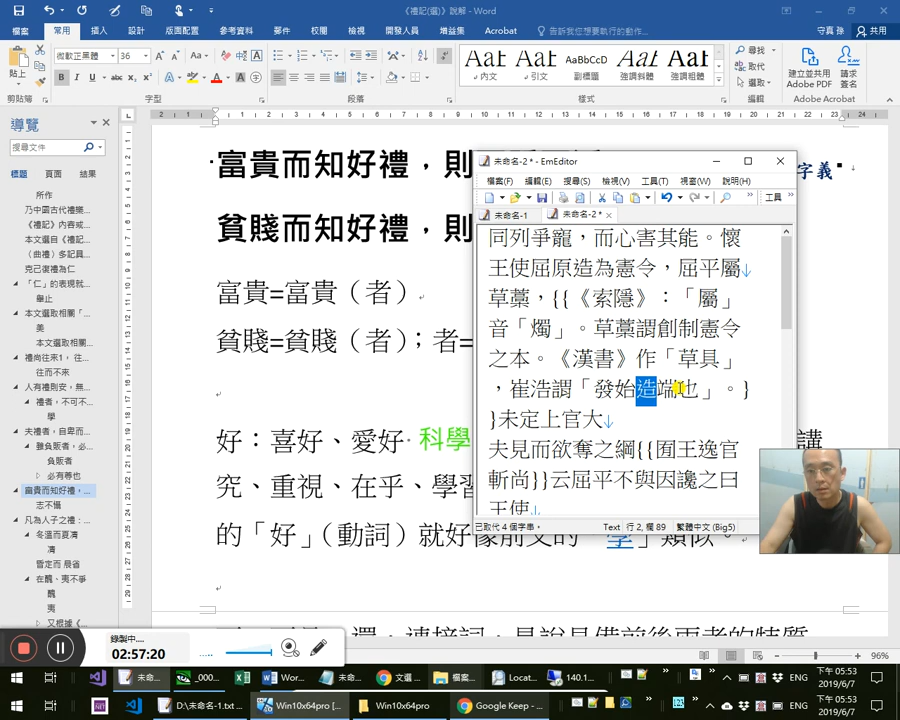 《禮記(選)》說解 - Word
檔案 常用 插入 設計 版面配置 參考資料 郵件 校閱 檢視 開發人員 增益集 Acrobat 告訴我您想要執行的動作... 守真 孫 共用
微軟正黑體 36
貼上
剪貼簿 字型 段落 樣式 編輯 Adobe Acrobat
內文 引文 副標題 強調斜體 強調粗體
尋找
取代
選取
建立並共用 Adobe PDF
請求簽名
導覽
搜尋文件
標題 頁面 結果
所作
乃中國古代禮樂...
《禮記》內容或...
本文選目《禮記...
《曲禮》多記具...
克己復禮為仁
「仁」的表現就...
舉止
本文選取相關「...
美
本文選取相關...
禮尚往來1, 往...
往而不來
人有禮則安,無...
禮者,不可不...
學
夫禮者,自卑而...
雖負販者,必...
負販者
必有尊也
富貴而知好禮,...
志不攝
凡為人子之禮:...
冬溫而夏凊
凊
昏定而 晨省
在醜、夷不爭
醜
夷
又根據《...
富貴而知好禮,則
字義
貧賤而知好禮,則
富貴=富貴(者)
貧賤=貧賤(者);者=
好:喜好、愛好 科學
講
究、重視、在乎、學習
的「好」(動詞)就好像前文的「學」類似。
未命名-2 * - EmEditor
檔案(F) 編輯(E) 搜尋(S) 檢視(V) 工具(T) 視窗(W) 說明(H)
工具
未命名-1 未命名-2 *
同列爭寵,而心害其能。懷
王使屈原造為憲令,屈平屬↓
草藁,{{《索隱》:「屬」
音「燭」。草藁謂創制憲令
之本。《漢書》作「草具」
,崔浩謂「發始造端也」。}
}未定上官大↓
夫見而欲奪之綱{{囿王逸官
斬尚}}云屈平不與因讒之曰
王使↓
已取代 4 個字串。 Text 行 2, 欄 89 繁體中文 (Big5)
錄製中....
02:57:20
96%
未命... _000... Wor... 未命... 文選... 檔案... Locat... 140.1... ENG 下午 05:53 2019/6/7
D:\未命名-1.txt ... Win10x64pro [... Win10x64pro Google Keep -... ENG 下午 05:53 2019/6/7